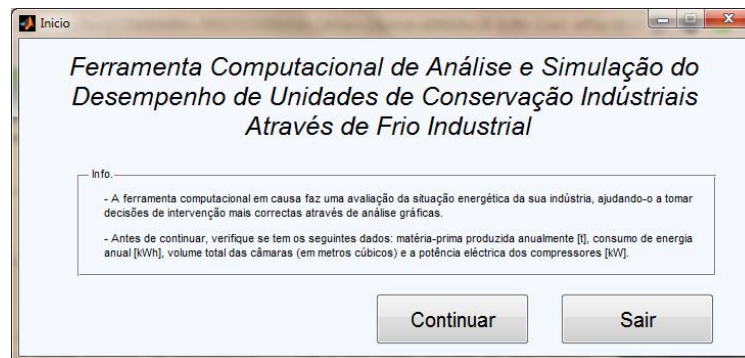 Inicio
Ferramenta Computacional de Análise e Simulação do
Desempenho de Unidades de Conservação Indústriais
Através de Frio Industrial
Info.
- A ferramenta computacional em causa faz uma avaliação da situação energética da sua indústria, ajudando-o a tomar
decisões de intervenção mais correctas através de análise gráficas.
- Antes de continuar, verifique se tem os seguintes dados: matéria-prima produzida anualmente [t], consumo de energia
anual [kWh], volume total das câmaras (em metros cúbicos) e a potência eléctrica dos compressores [kW].
Continuar
Sair